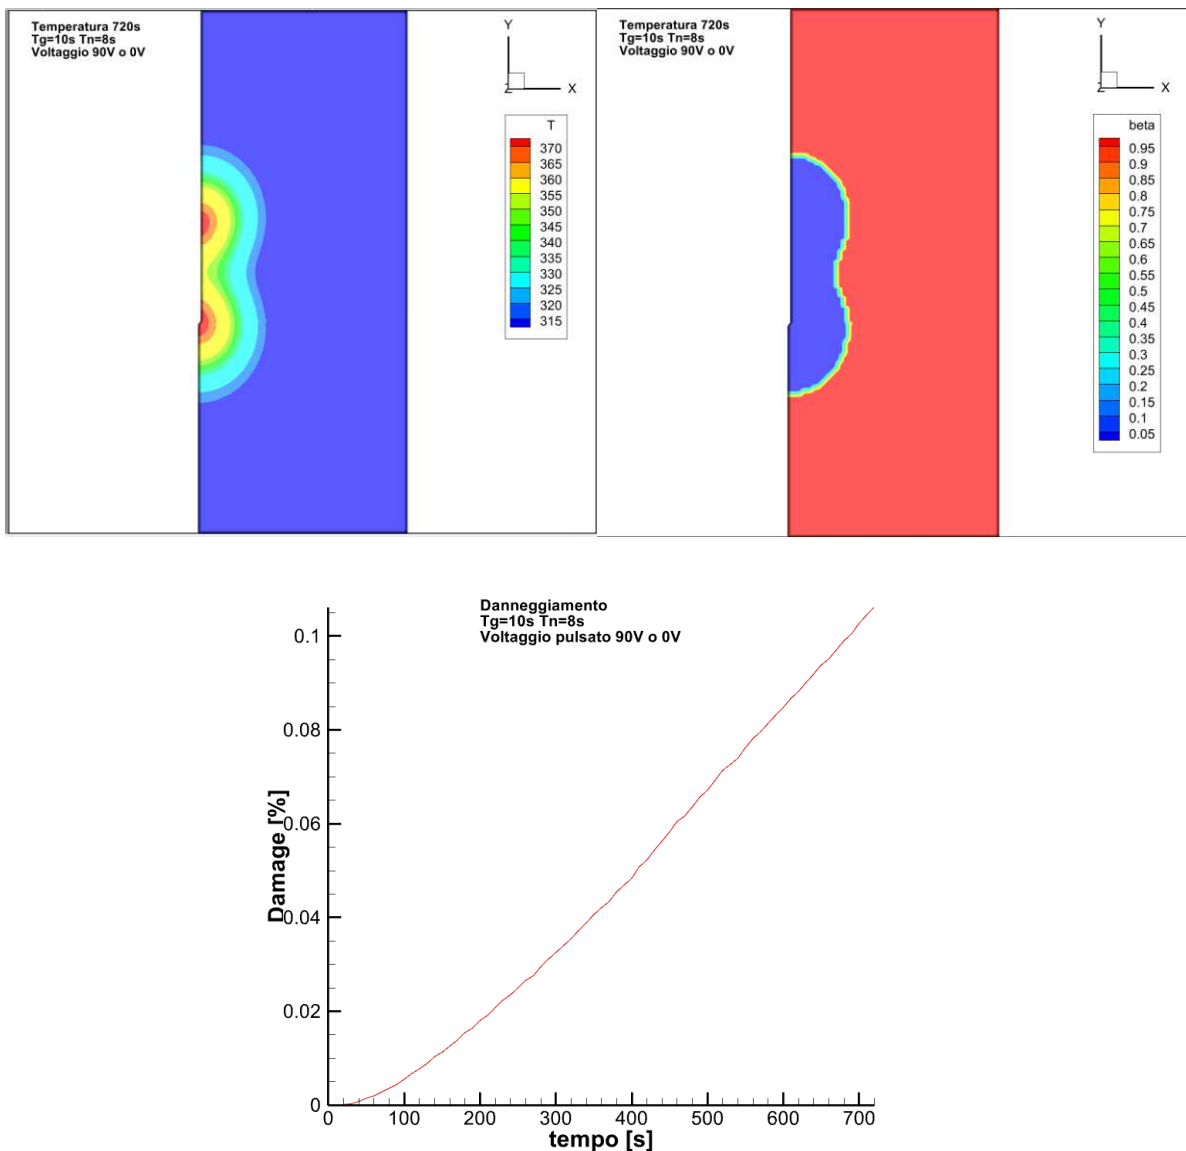 Temperatura 720s
Tg=10s Tn=8s
Voltaggio 90V o 0V
Y
X
Z
T
370
365
360
355
350
345
340
335
330
325
320
315
Temperatura 720s
Tg=10s Tn=8s
Voltaggio 90V o 0V
Y
X
Z
beta
0.95
0.9
0.85
0.8
0.75
0.7
0.65
0.6
0.55
0.5
0.45
0.4
0.35
0.3
0.25
0.2
0.15
0.1
0.05
Danneggiamento
Tg=10s Tn=8s
Voltaggio pulsato 90V o 0V
Damage [%]
0.1
0.08
0.06
0.04
0.02
0
0 100 200 300 400 500 600 700
tempo [s]